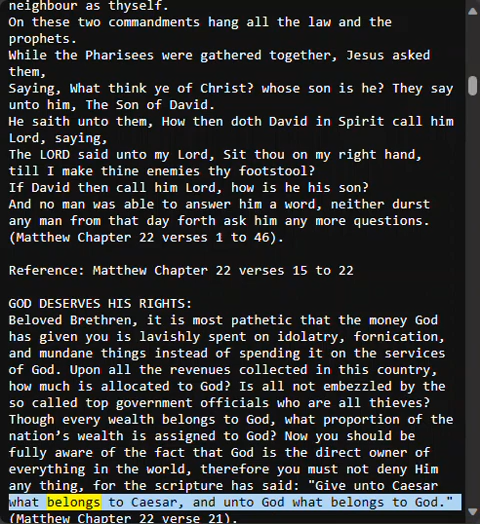 neighbour as thyself.
On these two commandments hang all the law and the
prophets.
While the Pharisees were gathered together, Jesus asked
them,
Saying, What think ye of Christ? whose son is he? They say
unto him, The Son of David.
He saith unto them, How then doth David in Spirit call him
Lord, saying,
The LORD said unto my Lord, Sit thou on my right hand,
till I make thine enemies thy footstool?
If David then call him Lord, how is he his son?
And no man was able to answer him a word, neither durst
any man from that day forth ask him any more questions.
(Matthew Chapter 22 verses 1 to 46).

Reference: Matthew Chapter 22 verses 15 to 22

GOD DESERVES HIS RIGHTS:
Beloved Brethren, it is most pathetic that the money God
has given you is lavishly spent on idolatry, fornication,
and mundane things instead of spending it on the services
of God. Upon all the revenues collected in this country,
how much is allocated to God? Is all not embezzled by the
so called top government officials who are all thieves?
Though every wealth belongs to God, what proportion of the
nation’s wealth is assigned to God? Now you should be
fully aware of the fact that God is the direct owner of
everything in the world, therefore you must not deny Him
any thing, for the scripture has said: "Give unto Caesar
what belongs to Caesar, and unto God what belongs to God."
(Matthew Chapter 22 verse 21).